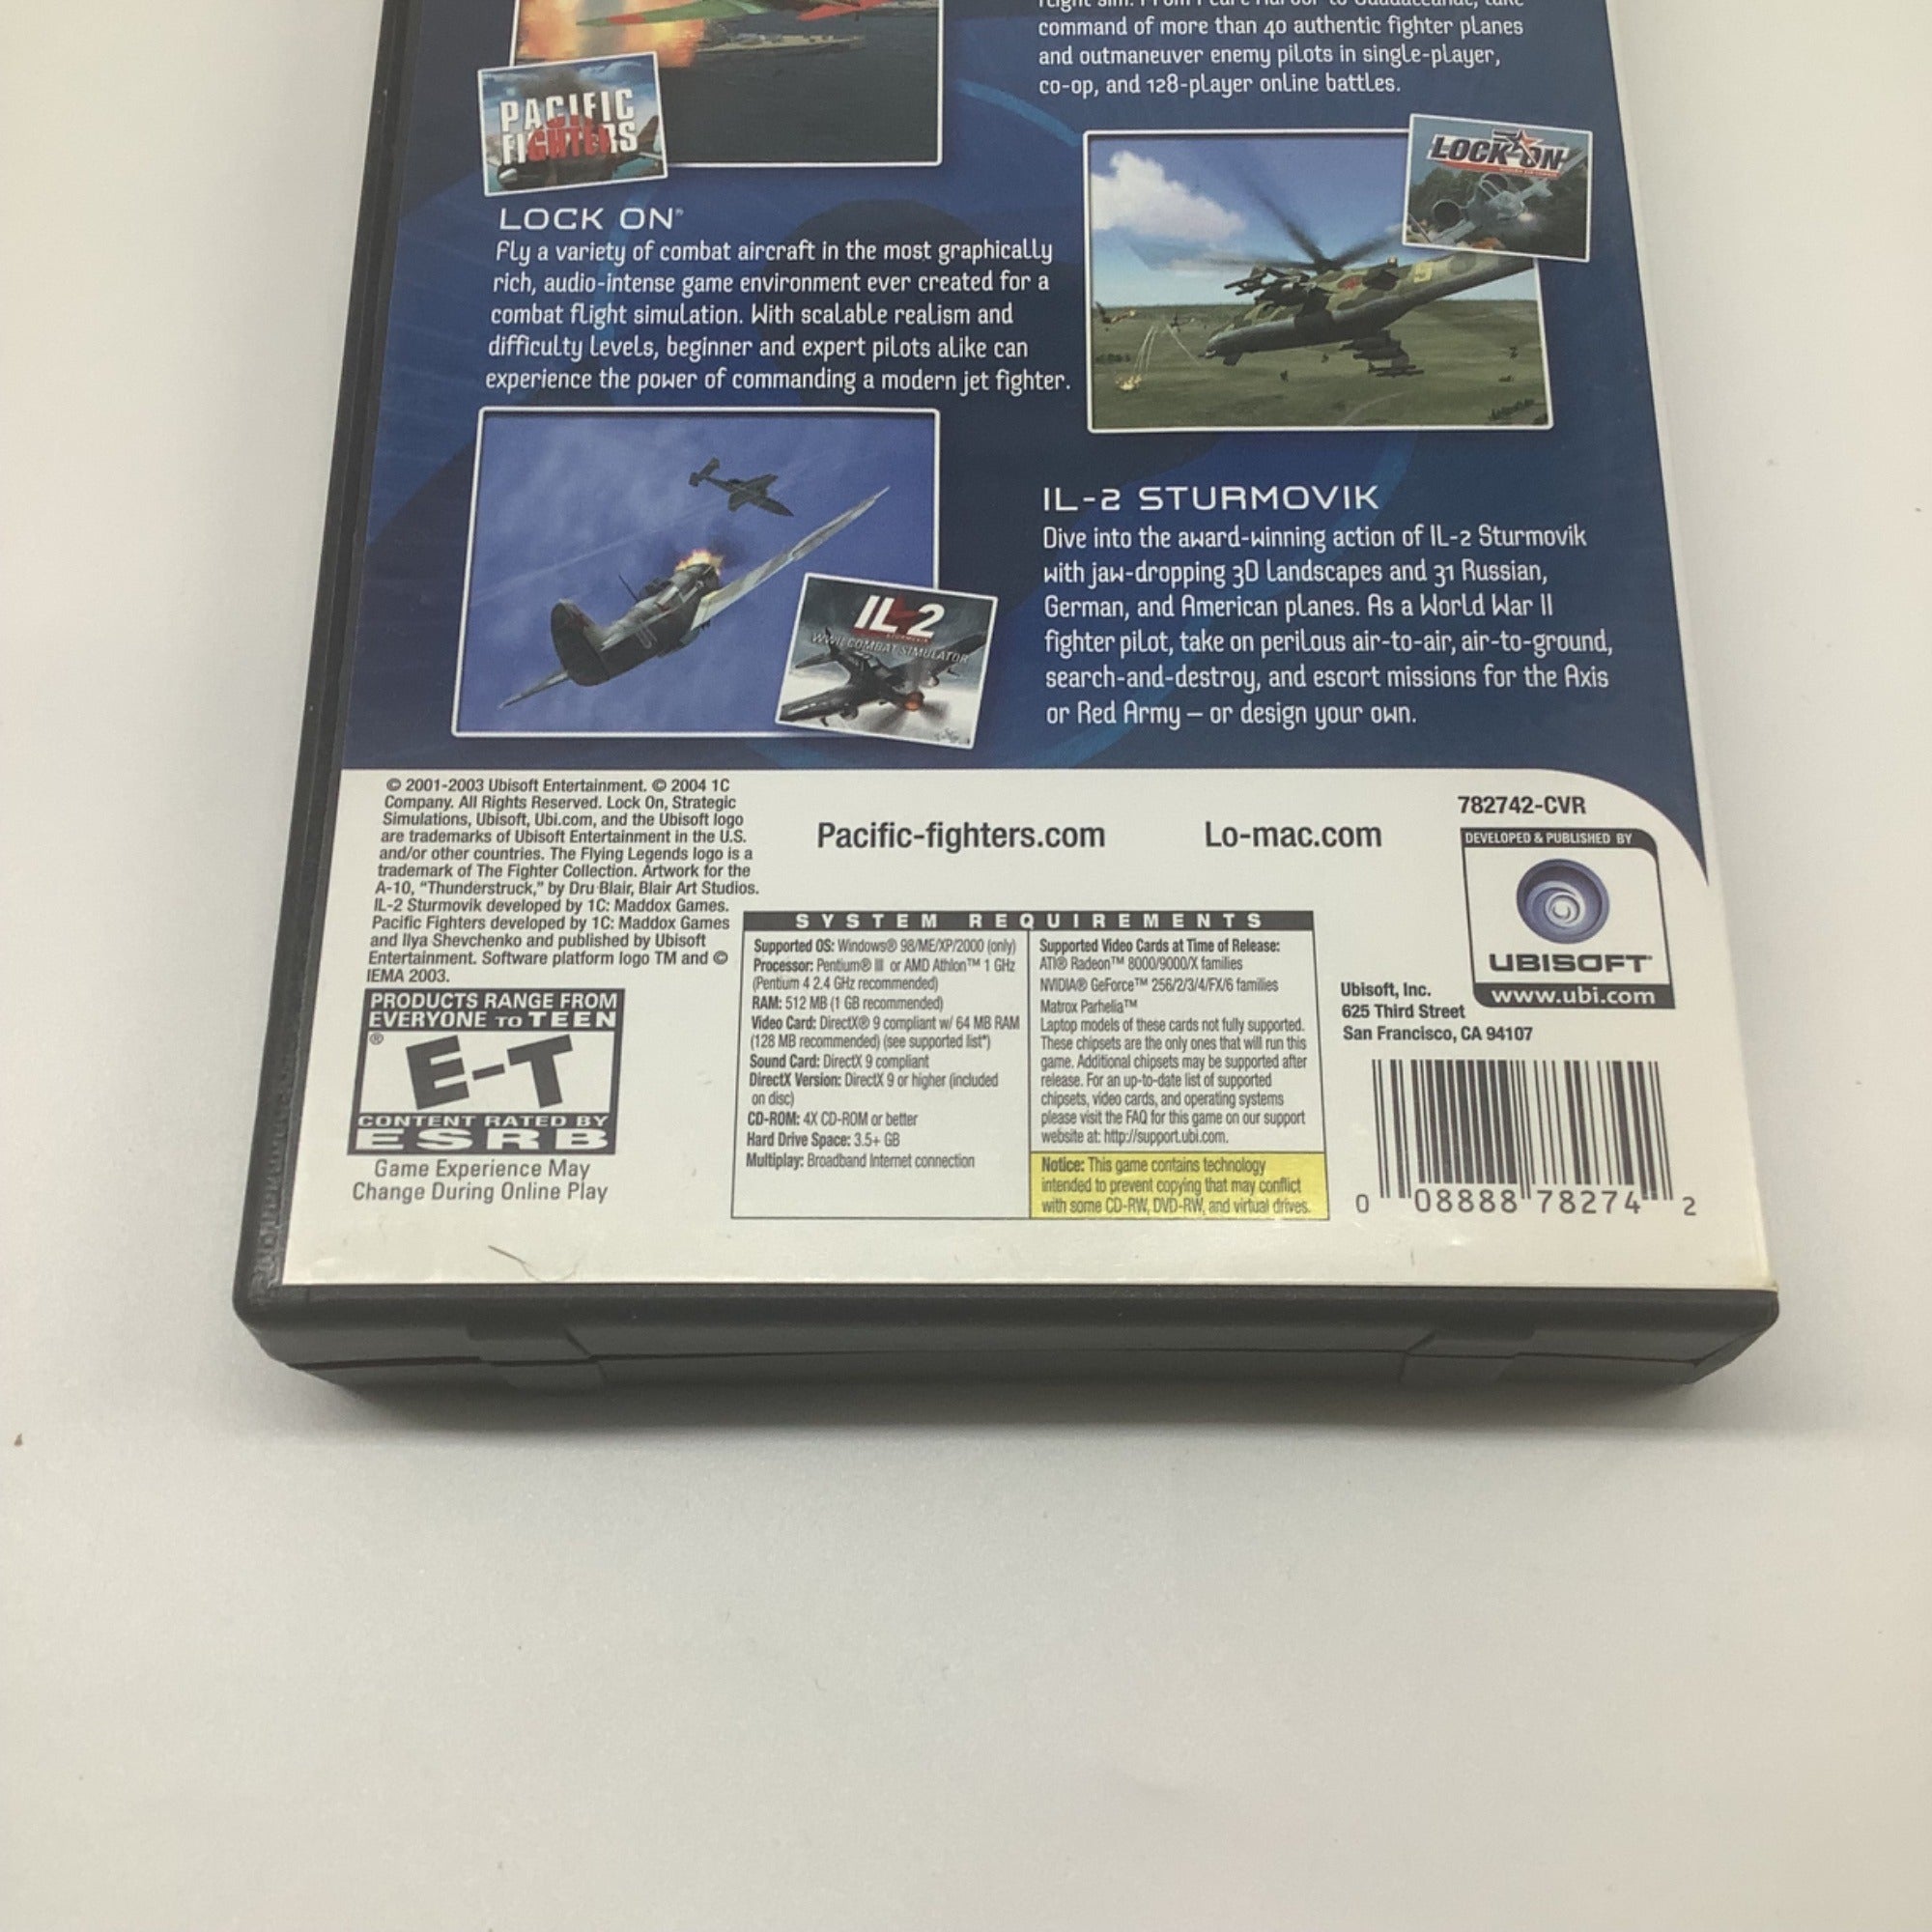 command of more than 40 authentic fighter planes
and outmaneuver enemy pilots in single-player,
co-op, and 128-player online battles.
PACIFIC
FIGHTERS
LOCK ON
LOCK ON®
Fly a variety of combat aircraft in the most graphically
rich, audio-intense game environment ever created for a
combat flight simulation. With scalable realism and
difficulty levels, beginner and expert pilots alike can
experience the power of commanding a modern jet fighter.
IL-2 STURMOVIK
Dive into the award-winning action of IL-2 Sturmovik
with jaw-dropping 3D landscapes and 31 Russian,
German, and American planes. As a World War II
fighter pilot, take on perilous air-to-air, air-to-ground,
search-and-destroy, and escort missions for the Axis
or Red Army – or design your own.
IL 2
WWII COMBAT SIMULATOR
© 2001-2003 Ubisoft Entertainment. © 2004 1C
Company. All Rights Reserved. Lock On, Strategic
Simulations, Ubisoft, Ubi.com, and the Ubisoft logo
are trademarks of Ubisoft Entertainment in the U.S.
and/or other countries. The Flying Legends logo is a
trademark of The Fighter Collection. Artwork for the
A-10, "Thunderstruck," by Dru Blair, Blair Art Studios.
IL-2 Sturmovik developed by 1C: Maddox Games.
Pacific Fighters developed by 1C: Maddox Games
and Ilya Shevchenko and published by Ubisoft
Entertainment. Software platform logo TM and ©
IEMA 2003.
Pacific-fighters.com
Lo-mac.com
782742-CVR
DEVELOPED & PUBLISHED BY
UBISOFT
www.ubi.com
Ubisoft, Inc.
625 Third Street
San Francisco, CA 94107
PRODUCTS RANGE FROM
EVERYONE TO TEEN
®
E-T
CONTENT RATED BY
ESRB
Game Experience May
Change During Online Play
SYSTEM REQUIREMENTS
Supported OS: Windows® 98/ME/XP/2000 (only)
Processor: Pentium® III or AMD Athlon™ 1 GHz
(Pentium 4 2.4 GHz recommended)
RAM: 512 MB (1 GB recommended)
Video Card: DirectX® 9 compliant w/ 64 MB RAM
(128 MB recommended) (see supported list*)
Sound Card: DirectX 9 compliant
DirectX Version: DirectX 9 or higher (included
on disc)
CD-ROM: 4X CD-ROM or better
Hard Drive Space: 3.5+ GB
Multiplay: Broadband Internet connection
Supported Video Cards at Time of Release:
ATI® Radeon™ 8000/9000/X families
NVIDIA® GeForce™ 256/2/3/4/FX/6 families
Matrox Parhelia™
Laptop models of these cards not fully supported.
These chipsets are the only ones that will run this
game. Additional chipsets may be supported after
release. For an up-to-date list of supported
chipsets, video cards, and operating systems
please visit the FAQ for this game on our support
website at: http://support.ubi.com.
Notice: This game contains technology
intended to prevent copying that may conflict
with some CD-RW, DVD-RW, and virtual drives.
0 08888 78274 2